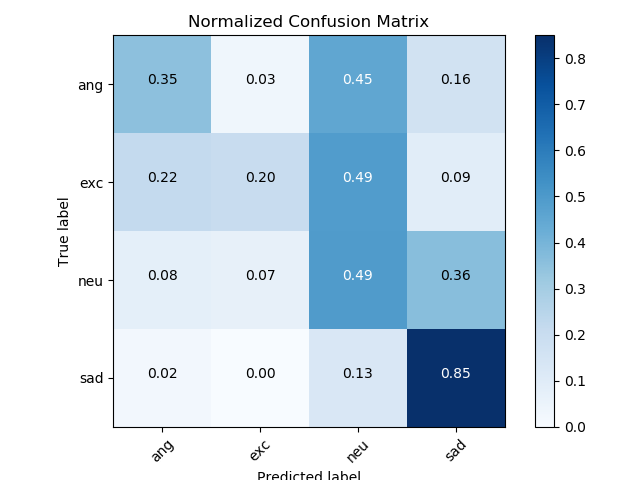 Normalized Confusion Matrix
ang 0.35 0.03 0.45 0.16
exc 0.22 0.20 0.49 0.09
neu 0.08 0.07 0.49 0.36
sad 0.02 0.00 0.13 0.85
ang exc neu sad
True label
Predicted label
0.8
0.7
0.6
0.5
0.4
0.3
0.2
0.1
0.0